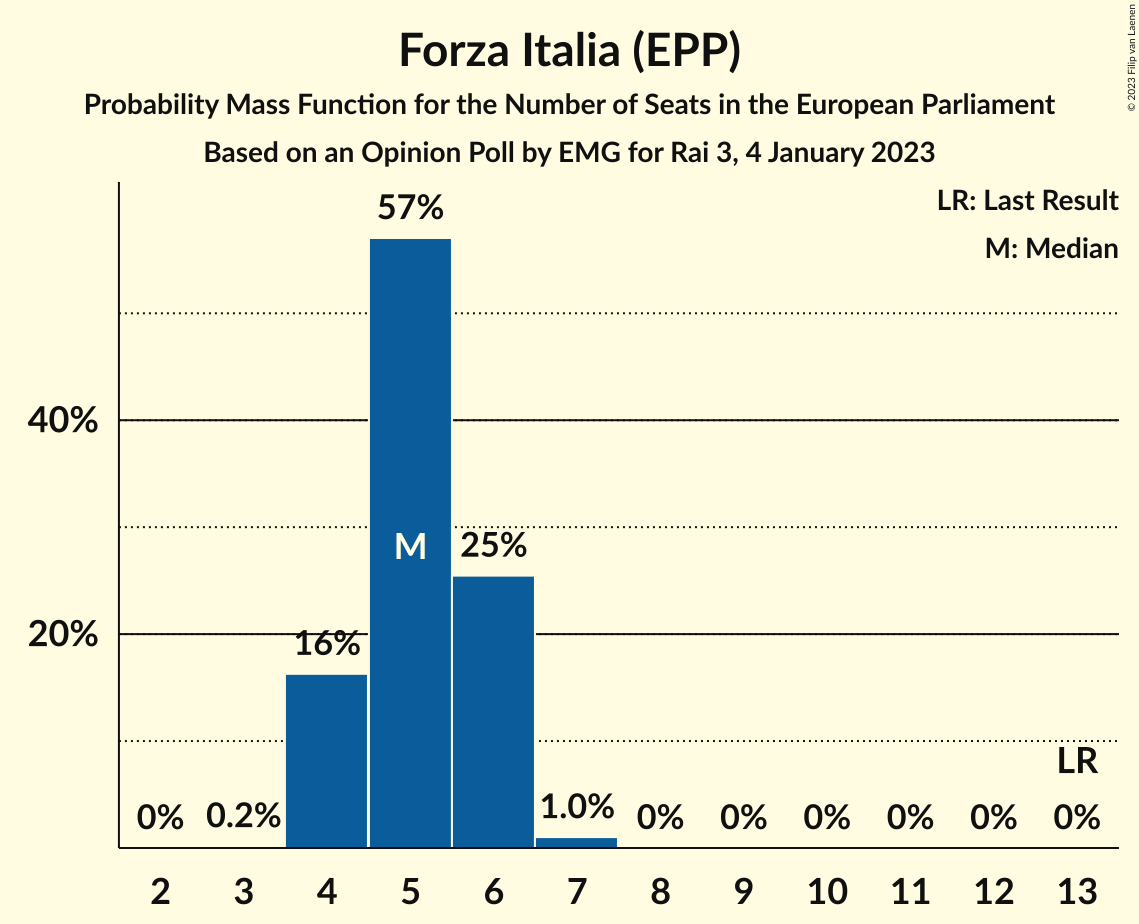 Forza Italia (EPP)
Probability Mass Function for the Number of Seats in the European Parliament
Based on an Opinion Poll by EMG for Rai 3, 4 January 2023
© 2023 Filip van Laenen
LR: Last Result
M: Median
57%
40%
M
25%
20%
16%
LR
0%
0.2%
1.0%
0%
0%
0%
0%
0%
0%
2 3 4 5 6 7 8 9 10 11 12 13